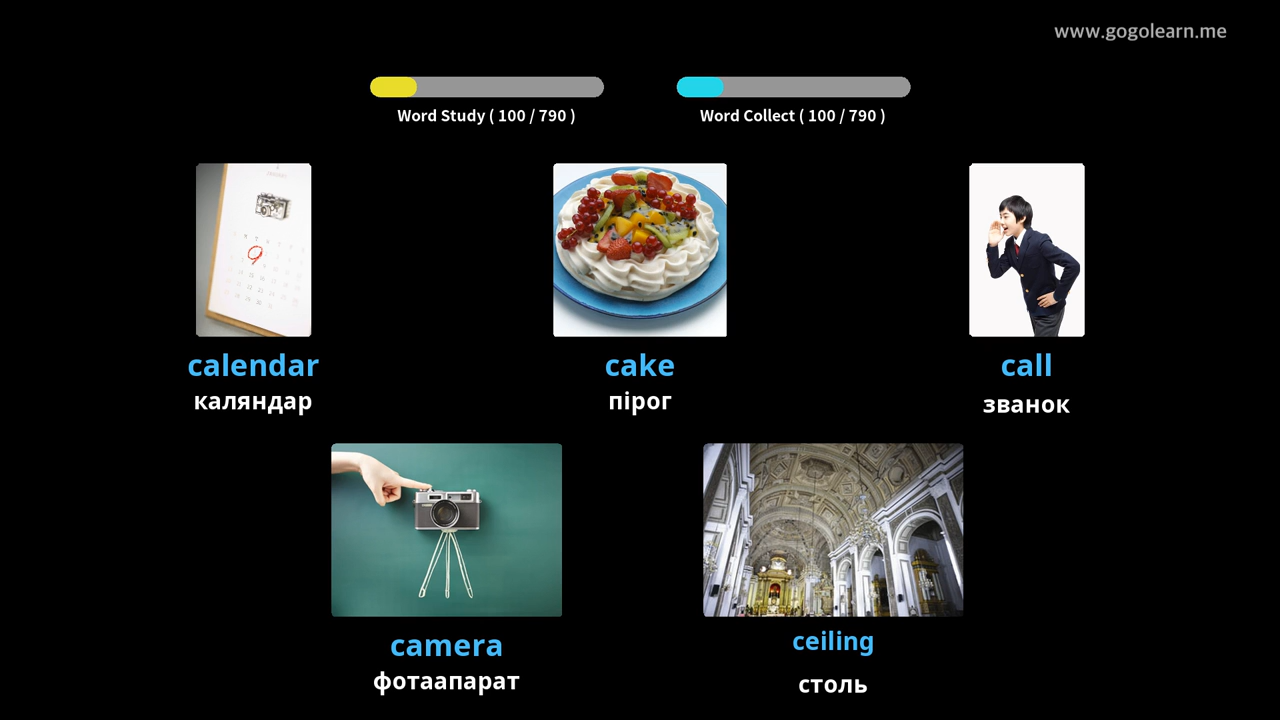 www.gogolearn.me
Word Study ( 100 / 790 )
Word Collect ( 100 / 790 )
calendar
каляндар
cake
пірог
call
званок
camera
фотаапарат
ceiling
столь